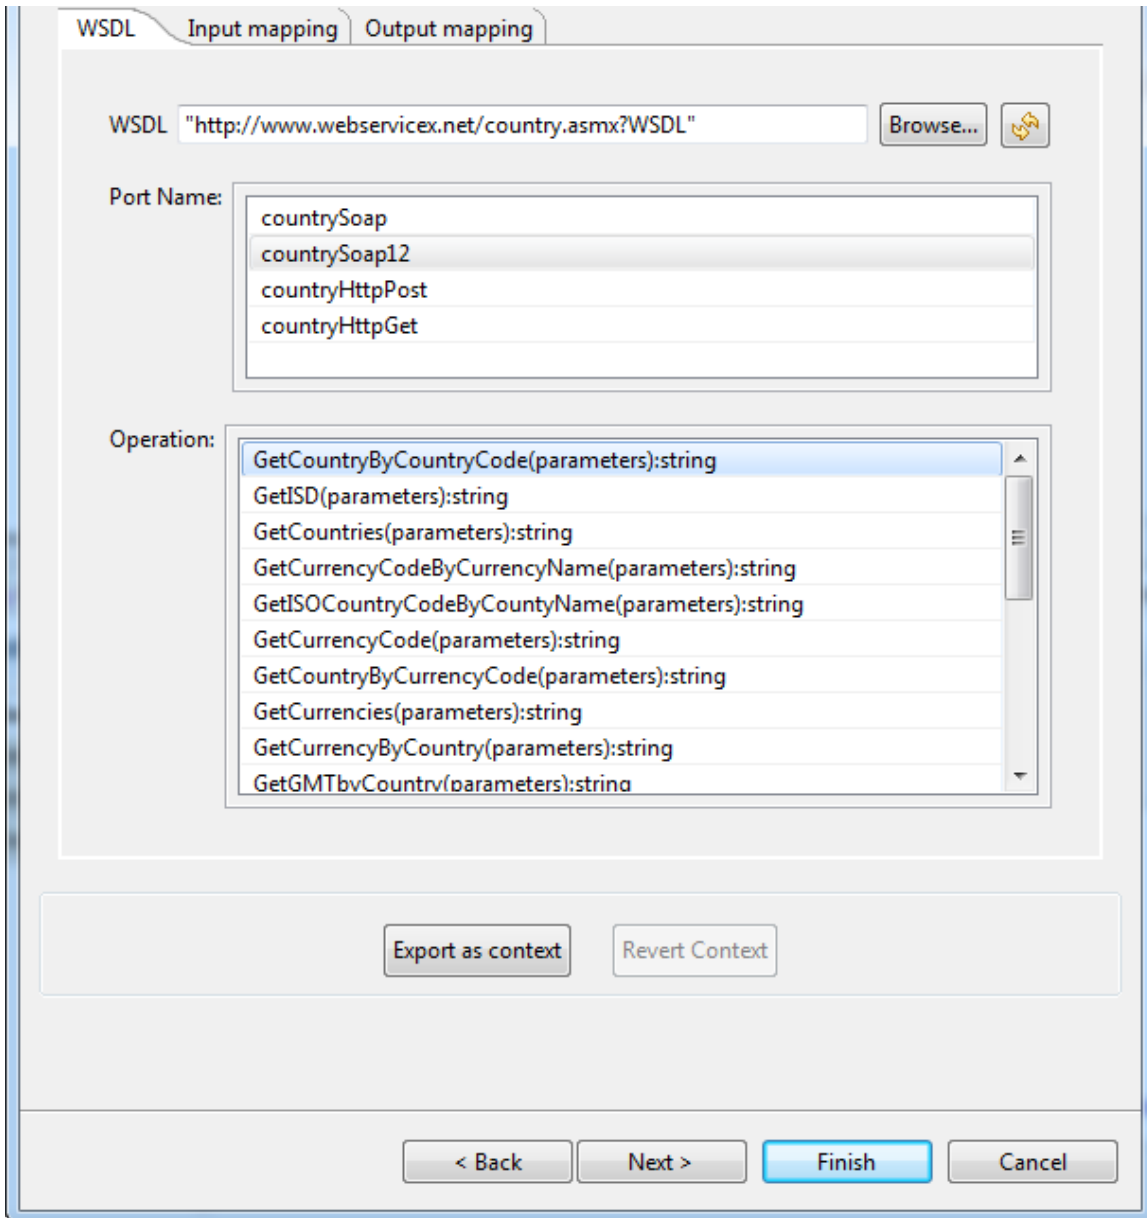 WSDL Input mapping Output mapping
WSDL "http://www.webservicex.net/country.asmx?WSDL" Browse...
Port Name:
countrySoap
countrySoap12
countryHttpPost
countryHttpGet
Operation:
GetCountryByCountryCode(parameters):string
GetISD(parameters):string
GetCountries(parameters):string
GetCurrencyCodeByCurrencyName(parameters):string
GetISOCountryCodeByCountyName(parameters):string
GetCurrencyCode(parameters):string
GetCountryByCurrencyCode(parameters):string
GetCurrencies(parameters):string
GetCurrencyByCountry(parameters):string
GetGMTbyCountry(parameters):string
Export as context Revert Context
< Back Next > Finish Cancel